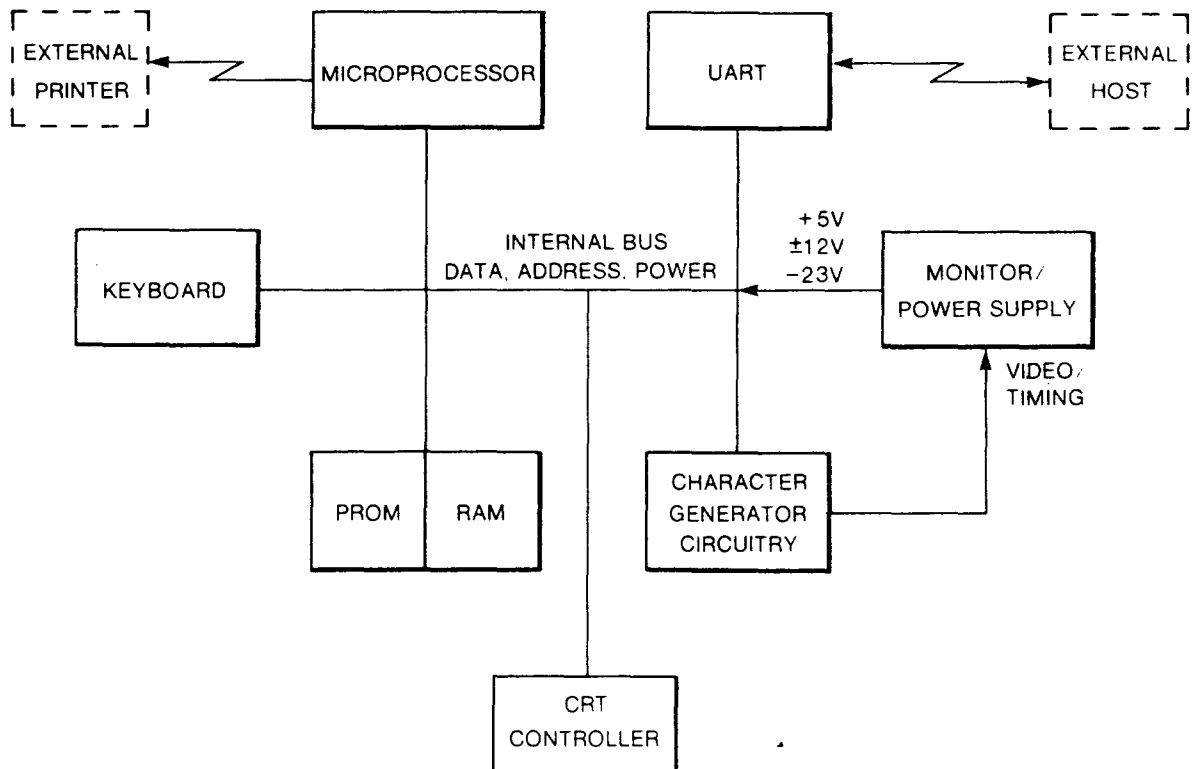 EXTERNAL
PRINTER
MICROPROCESSOR
UART
EXTERNAL
HOST
KEYBOARD
INTERNAL BUS
DATA, ADDRESS, POWER
+5V
±12V
−23V
MONITOR/
POWER SUPPLY
VIDEO/
TIMING
PROM
RAM
CHARACTER
GENERATOR
CIRCUITRY
CRT
CONTROLLER